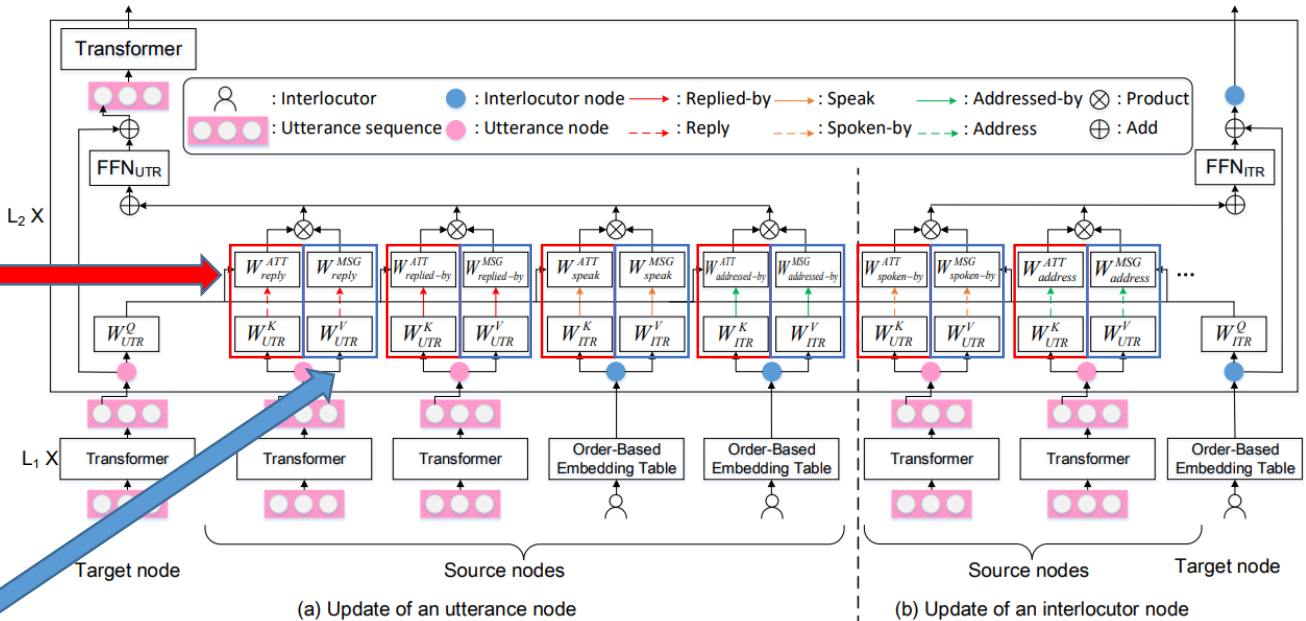 Transformer
: Interlocutor : Interlocutor node : Replied-by : Speak : Addressed-by : Product
: Utterance sequence : Utterance node : Reply : Spoken-by : Address : Add
FFN_UTR FFN_ITR
L₂ X
W^ATT_reply W^MSG_reply W^ATT_replied-by W^MSG_replied-by W^ATT_speak W^MSG_speak W^ATT_addressed-by W^MSG_addressed-by W^ATT_spoken-by W^MSG_spoken-by W^ATT_address W^MSG_address ...
W^Q_UTR W^K_UTR W^V_UTR W^K_UTR W^V_UTR W^K_ITR W^V_ITR W^K_ITR W^V_ITR W^K_UTR W^V_UTR W^K_UTR W^V_UTR W^Q_ITR
L₁ X Transformer Transformer Transformer Order-Based Order-Based Transformer Transformer Order-Based
Embedding Table Embedding Table Embedding Table
Target node Source nodes Source nodes Target node
(a) Update of an utterance node (b) Update of an interlocutor node